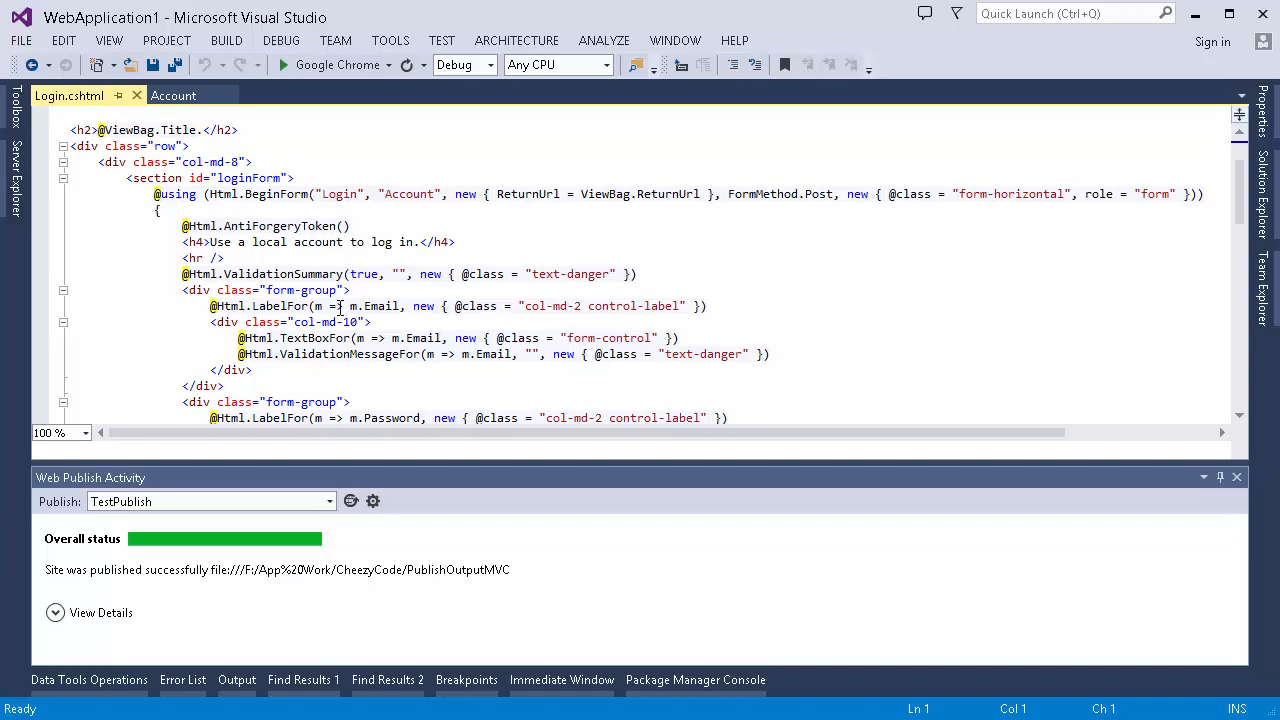 WebApplication1 - Microsoft Visual Studio
Quick Launch (Ctrl+Q)
FILE EDIT VIEW PROJECT BUILD DEBUG TEAM TOOLS TEST ARCHITECTURE ANALYZE WINDOW HELP
Sign in
Google Chrome Debug Any CPU
Toolbox
Server Explorer
Login.cshtml Account
<h2>@ViewBag.Title.</h2>
<div class="row">
<div class="col-md-8">
<section id="loginForm">
@using (Html.BeginForm("Login", "Account", new { ReturnUrl = ViewBag.ReturnUrl }, FormMethod.Post, new { @class = "form-horizontal", role = "form" }))
{
@Html.AntiForgeryToken()
<h4>Use a local account to log in.</h4>
<hr />
@Html.ValidationSummary(true, "", new { @class = "text-danger" })
<div class="form-group">
@Html.LabelFor(m => m.Email, new { @class = "col-md-2 control-label" })
<div class="col-md-10">
@Html.TextBoxFor(m => m.Email, new { @class = "form-control" })
@Html.ValidationMessageFor(m => m.Email, "", new { @class = "text-danger" })
</div>
</div>
<div class="form-group">
@Html.LabelFor(m => m.Password, new { @class = "col-md-2 control-label" })
100 %
Properties
Solution Explorer
Team Explorer
Web Publish Activity
Publish: TestPublish
Overall status
Site was published successfully file:///F:/App%20Work/CheezyCode/PublishOutputMVC
View Details
Data Tools Operations Error List Output Find Results 1 Find Results 2 Breakpoints Immediate Window Package Manager Console
Ready Ln 1 Col 1 Ch 1 INS